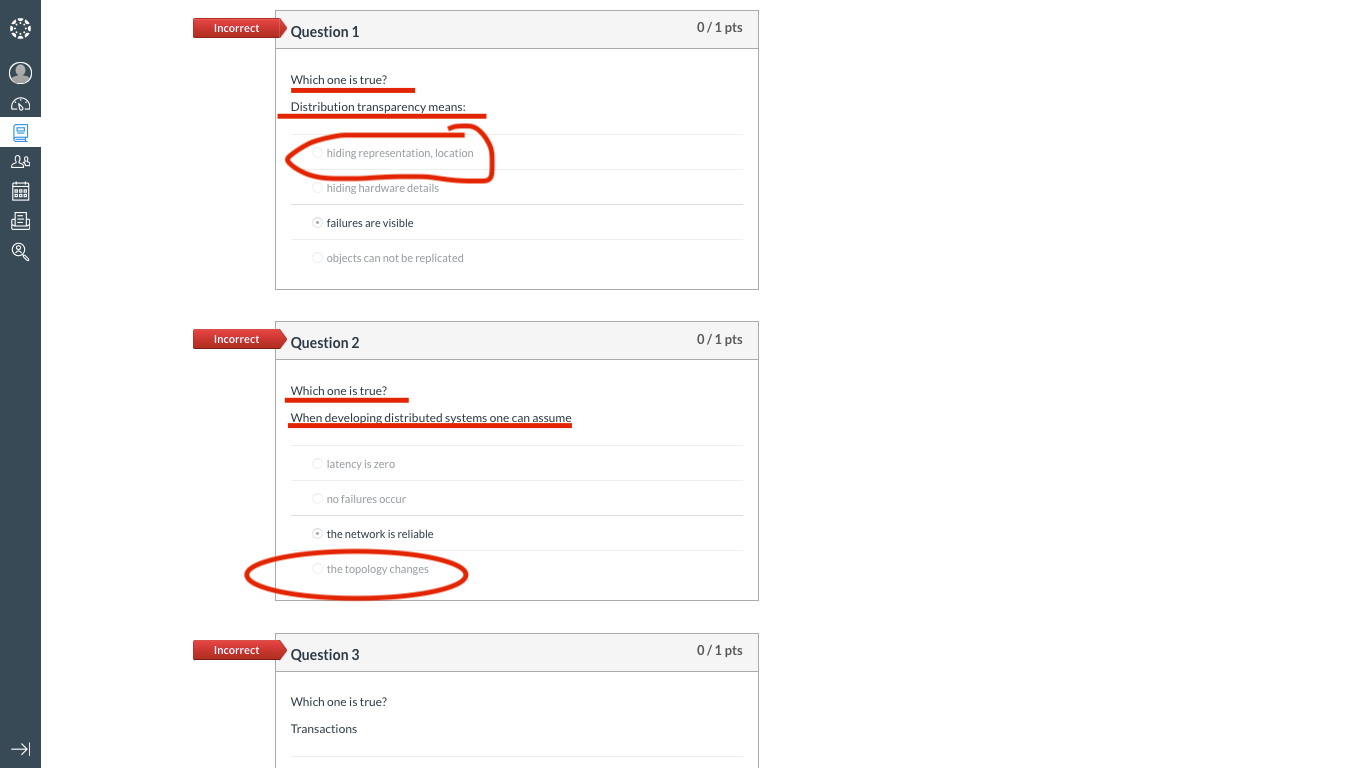 Incorrect
Question 1
0 / 1 pts
Which one is true?
Distribution transparency means:
hiding representation, location
hiding hardware details
failures are visible
objects can not be replicated
Incorrect
Question 2
0 / 1 pts
Which one is true?
When developing distributed systems one can assume
latency is zero
no failures occur
the network is reliable
the topology changes
Incorrect
Question 3
0 / 1 pts
Which one is true?
Transactions